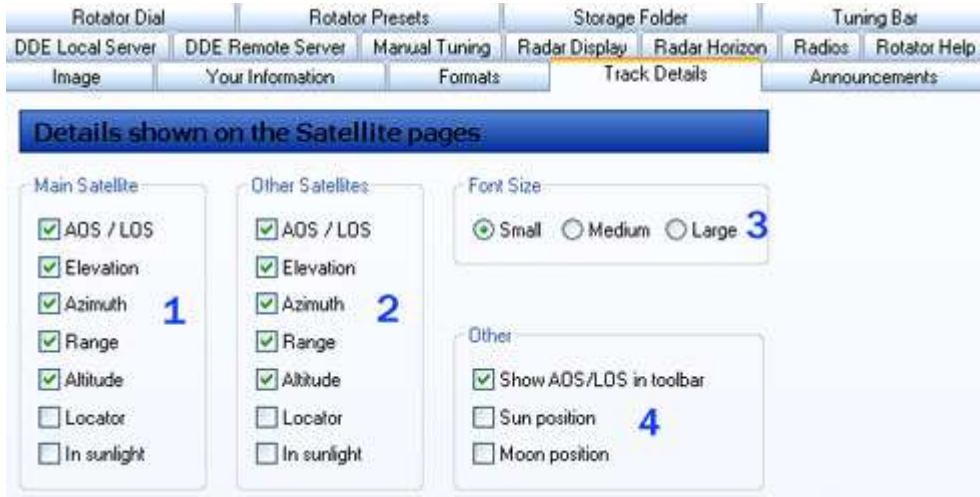 Rotator Dial Rotator Presets Storage Folder Tuning Bar
DDE Local Server DDE Remote Server Manual Tuning Radar Display Radar Horizon Radios Rotator Help
Image Your Information Formats Track Details Announcements
Details shown on the Satellite pages
Main Satellite
AOS / LOS
Elevation
Azimuth
Range
Altitude
Locator
In sunlight
1
Other Satellites
AOS / LOS
Elevation
Azimuth
Range
Altitude
Locator
In sunlight
2
Font Size
Small Medium Large 3
Other
Show AOS/LOS in toolbar
Sun position
Moon position
4